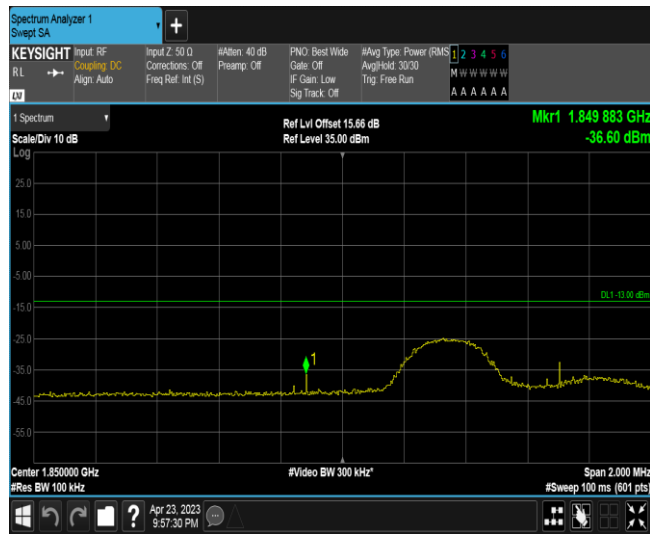 Spectrum Analyzer 1
Swept SA
+
KEYSIGHT
RL
LXI
Input: RF
Coupling: DC
Align: Auto
Input Z: 50 Ω
Corrections: Off
Freq Ref: Int (S)
#Atten: 40 dB
Preamp: Off
PNO: Best Wide
Gate: Off
IF Gain: Low
Sig Track: Off
#Avg Type: Power (RMS
Avg|Hold: 30/30
Trig: Free Run
1 2 3 4 5 6
M W W W W W
A A A A A A
1 Spectrum
Scale/Div 10 dB
Log
Ref Lvl Offset 15.66 dB
Ref Level 35.00 dBm
Mkr1 1.849 883 GHz
-36.60 dBm
25.0
15.0
5.00
-5.00
DL1 -13.00 dBm
-15.0
-25.0
1
-35.0
-45.0
-55.0
Center 1.850000 GHz
#Video BW 300 kHz*
Span 2.000 MHz
#Res BW 100 kHz
#Sweep 100 ms (601 pts)
?
Apr 23, 2023
9:57:30 PM